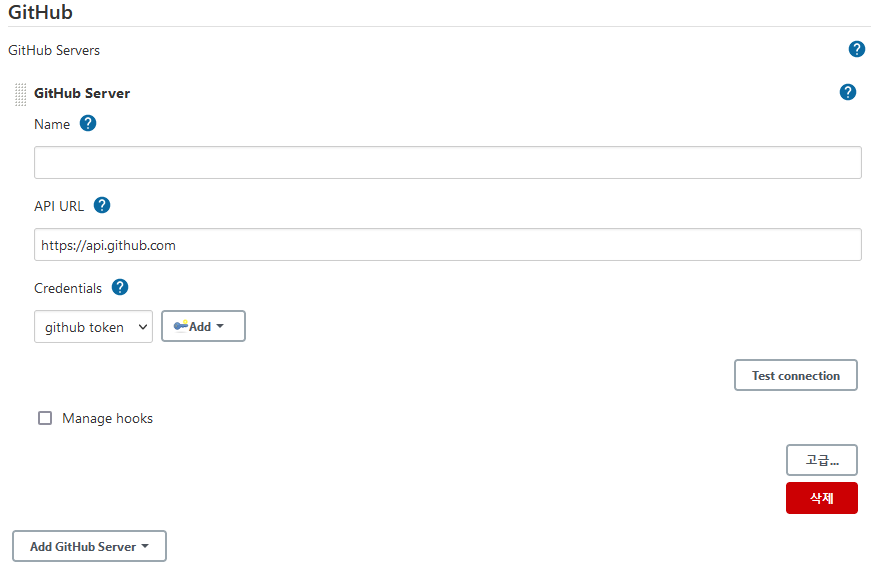 GitHub
GitHub Servers
GitHub Server
Name
API URL
https://api.github.com
Credentials
github token Add
Test connection
Manage hooks
고급...
삭제
Add GitHub Server